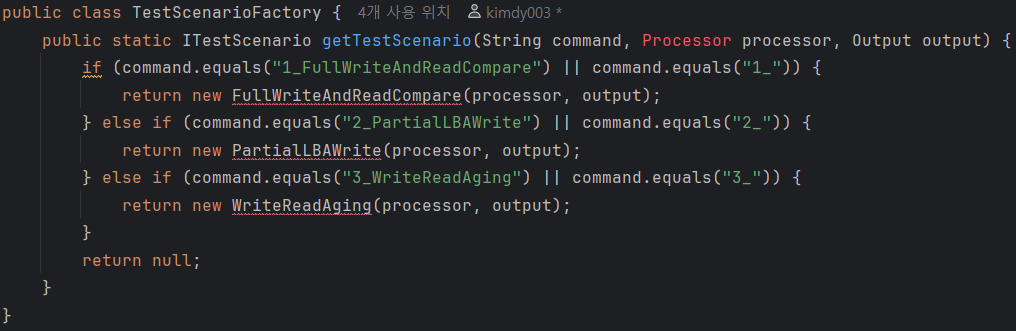 public class TestScenarioFactory { 4개 사용 위치 kimdy003 *
public static ITestScenario getTestScenario(String command, Processor processor, Output output) {
if (command.equals("1_FullWriteAndReadCompare") || command.equals("1_")) {
return new FullWriteAndReadCompare(processor, output);
} else if (command.equals("2_PartialLBAWrite") || command.equals("2_")) {
return new PartialLBAWrite(processor, output);
} else if (command.equals("3_WriteReadAging") || command.equals("3_")) {
return new WriteReadAging(processor, output);
}
return null;
}
}